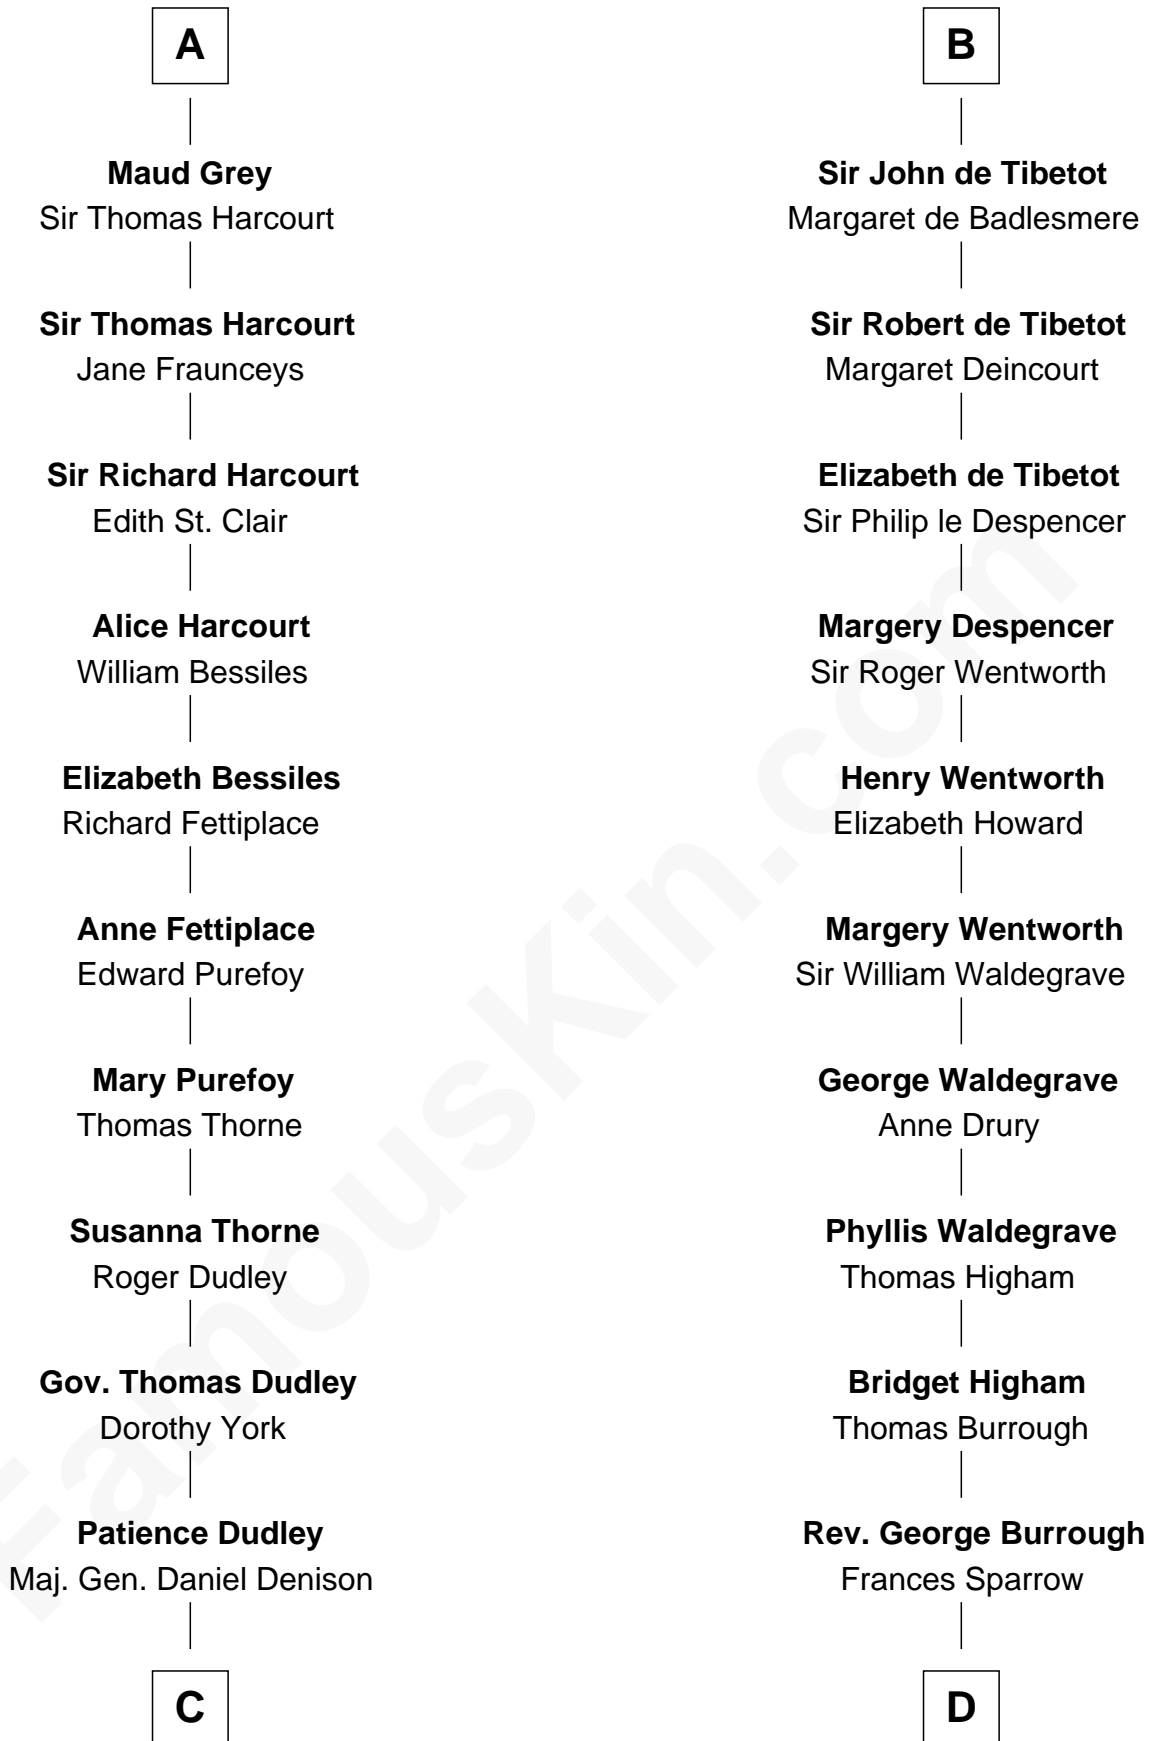 A
Maud Grey
Sir Thomas Harcourt
Sir Thomas Harcourt
Jane Fraunceys
Sir Richard Harcourt
Edith St. Clair
Alice Harcourt
William Bessiles
Elizabeth Bessiles
Richard Fettiplace
Anne Fettiplace
Edward Purefoy
Mary Purefoy
Thomas Thorne
Susanna Thorne
Roger Dudley
Gov. Thomas Dudley
Dorothy York
Patience Dudley
Maj. Gen. Daniel Denison
C
B
Sir John de Tibetot
Margaret de Badlesmere
Sir Robert de Tibetot
Margaret Deincourt
Elizabeth de Tibetot
Sir Philip le Despencer
Margery Despencer
Sir Roger Wentworth
Henry Wentworth
Elizabeth Howard
Margery Wentworth
Sir William Waldegrave
George Waldegrave
Anne Drury
Phyllis Waldegrave
Thomas Higham
Bridget Higham
Thomas Burrough
Rev. George Burrough
Frances Sparrow
D
FamousKin.com